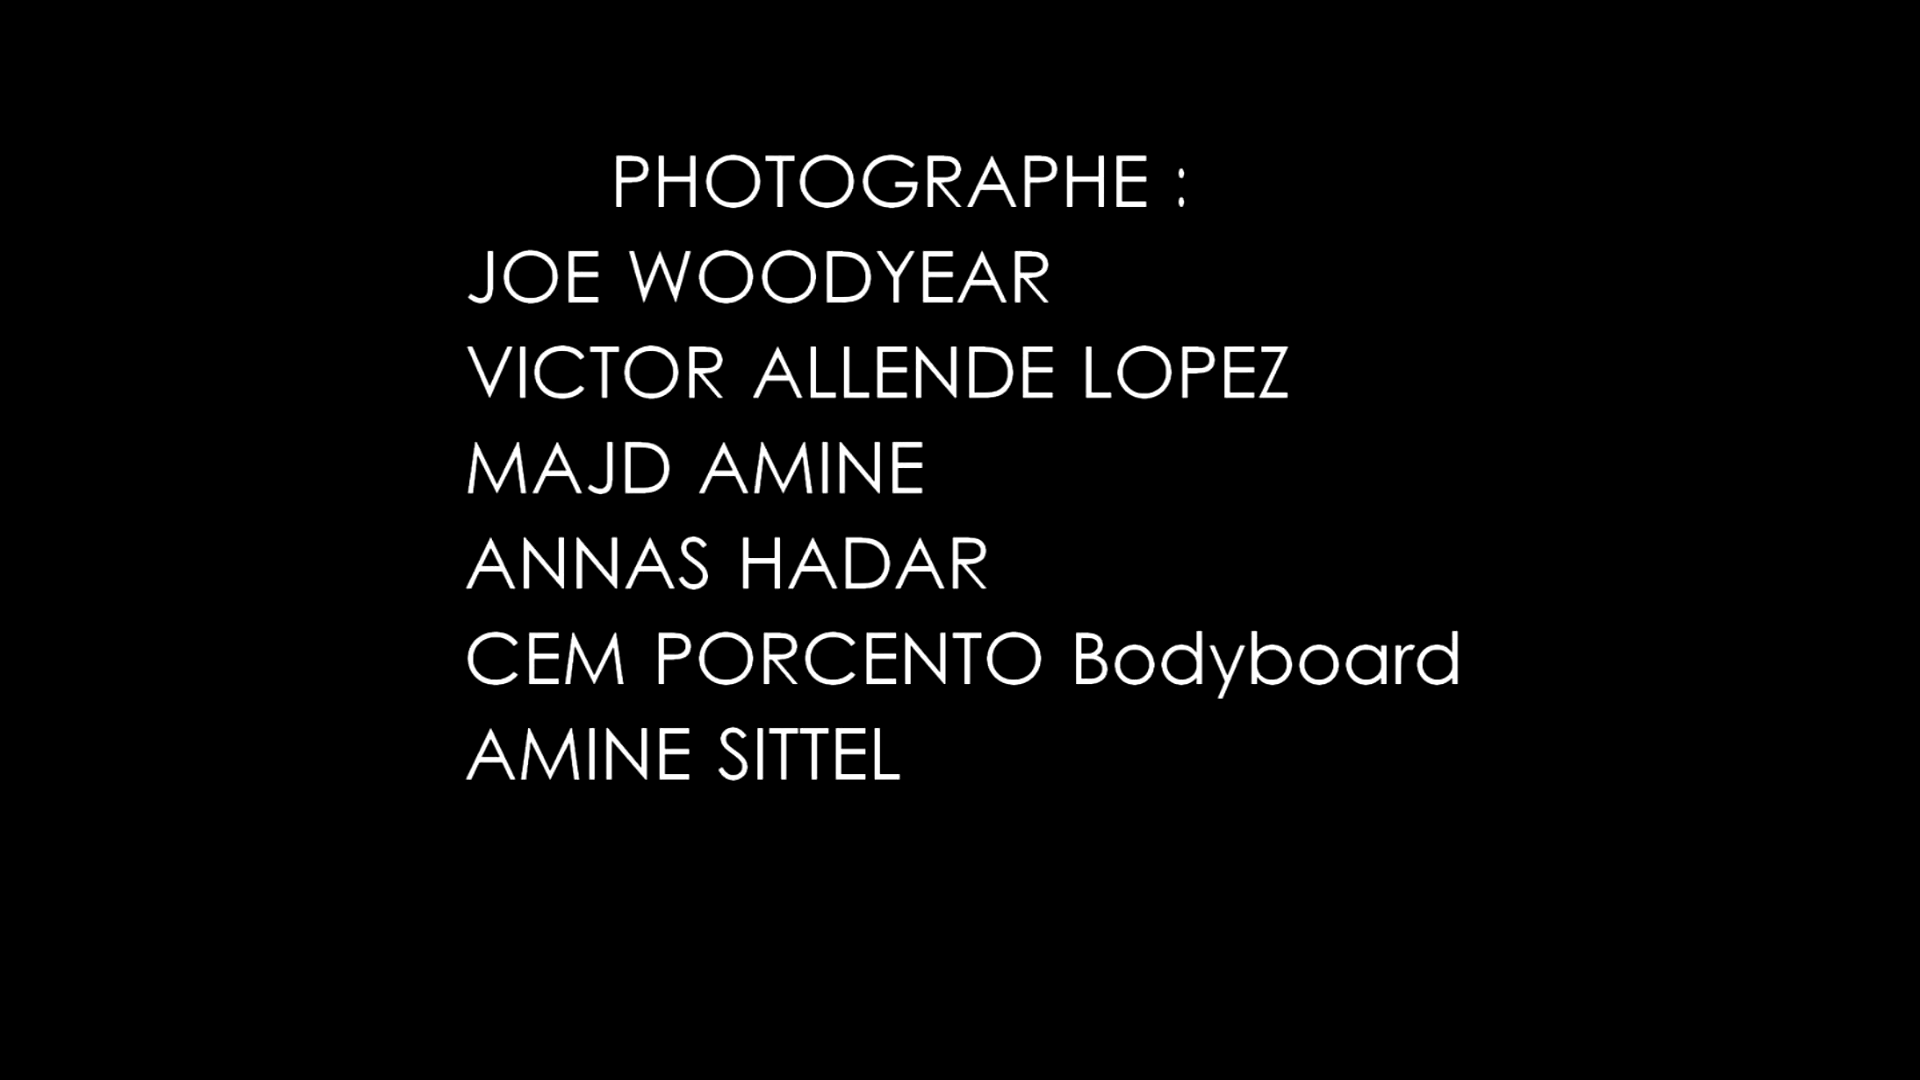 PHOTOGRAPHE :
JOE WOODYEAR
VICTOR ALLENDE LOPEZ
MAJD AMINE
ANNAS HADAR
CEM PORCENTO Bodyboard
AMINE SITTEL